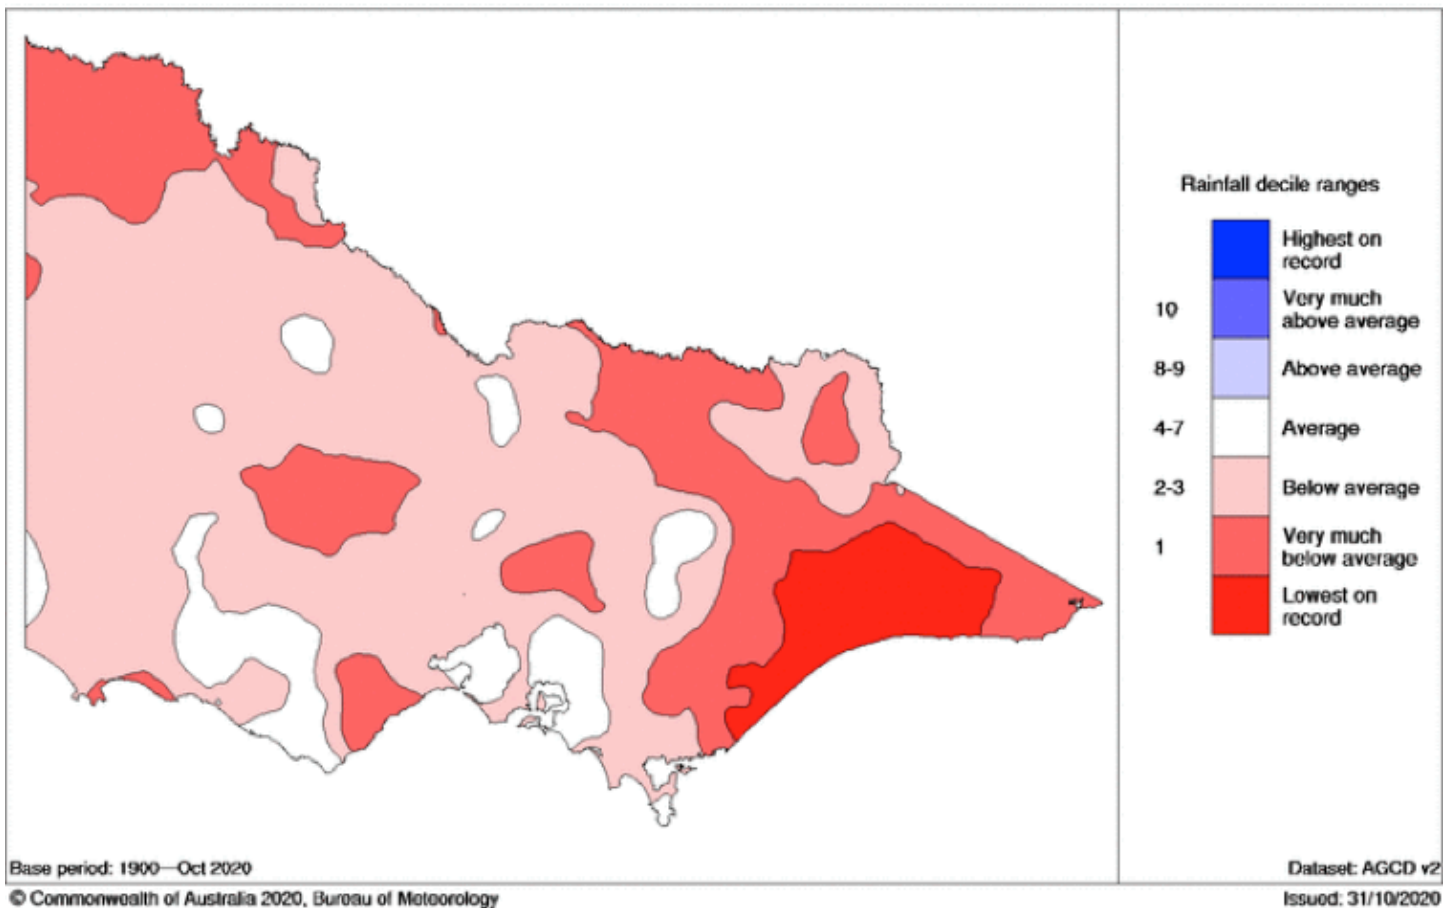 Rainfall decile ranges
Highest on
record
10
Very much
above average
8-9
Above average
4-7
Average
2-3
Below average
1
Very much
below average
Lowest on
record
Base period: 1900—Oct 2020
Dataset: AGCD v2
© Commonwealth of Australia 2020, Bureau of Meteorology
Issued: 31/10/2020